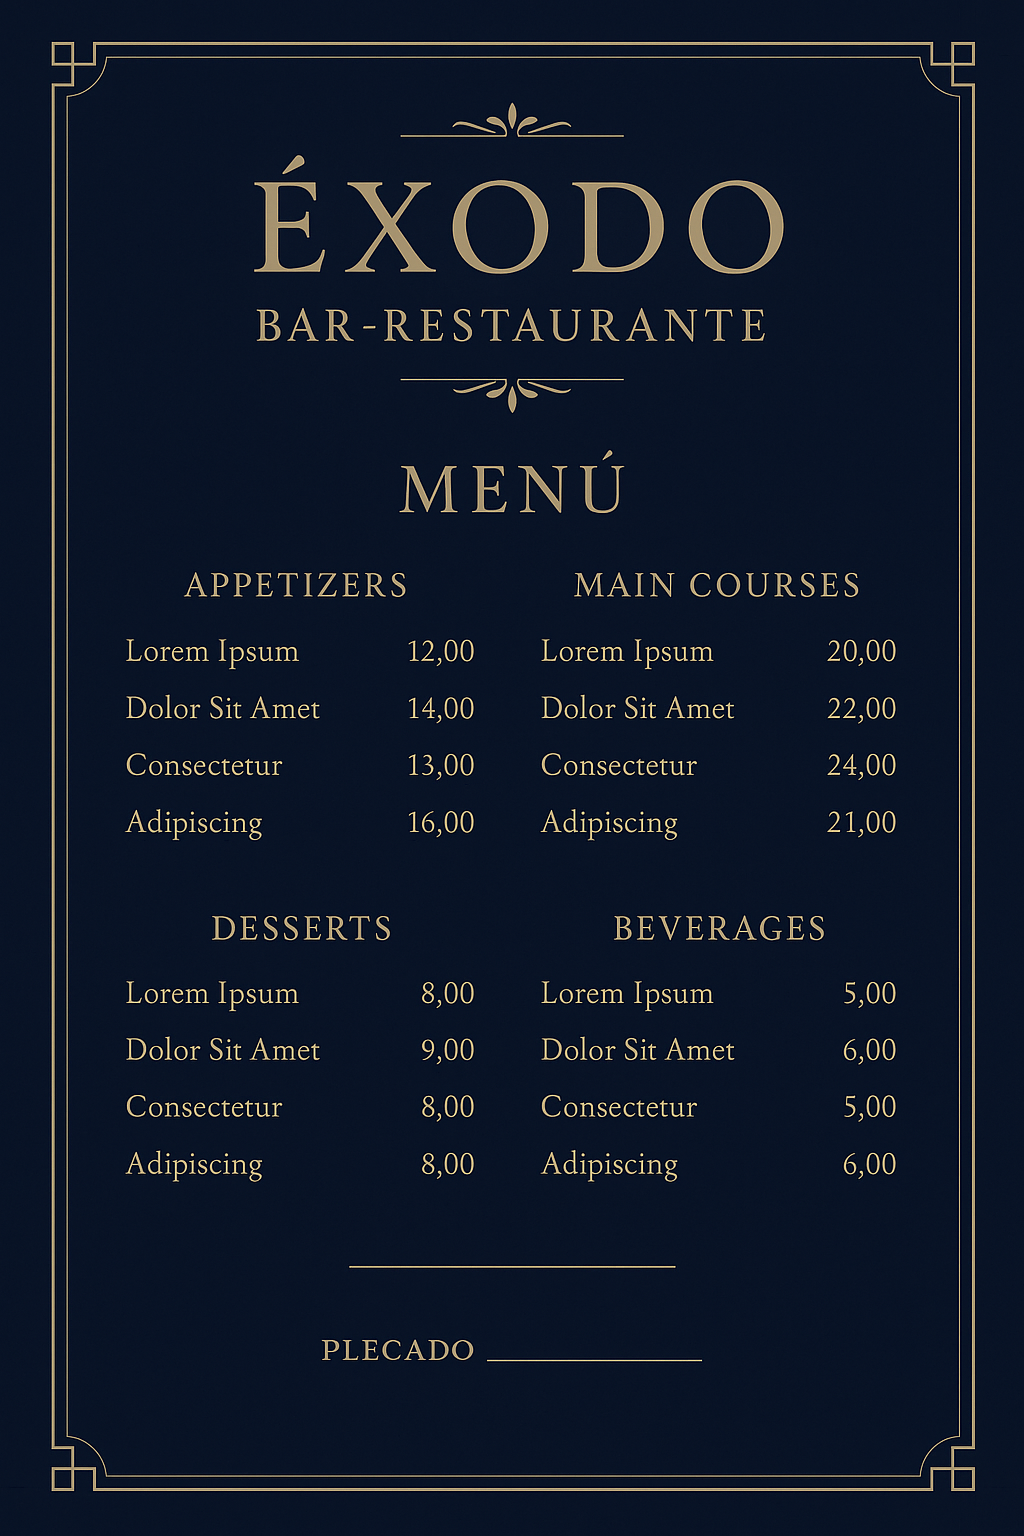 ÉXODO
BAR-RESTAURANTE
MENÚ
APPETIZERS
Lorem Ipsum 12,00
Dolor Sit Amet 14,00
Consectetur 13,00
Adipiscing 16,00
MAIN COURSES
Lorem Ipsum 20,00
Dolor Sit Amet 22,00
Consectetur 24,00
Adipiscing 21,00
DESSERTS
Lorem Ipsum 8,00
Dolor Sit Amet 9,00
Consectetur 8,00
Adipiscing 8,00
BEVERAGES
Lorem Ipsum 5,00
Dolor Sit Amet 6,00
Consectetur 5,00
Adipiscing 6,00
PLECADO